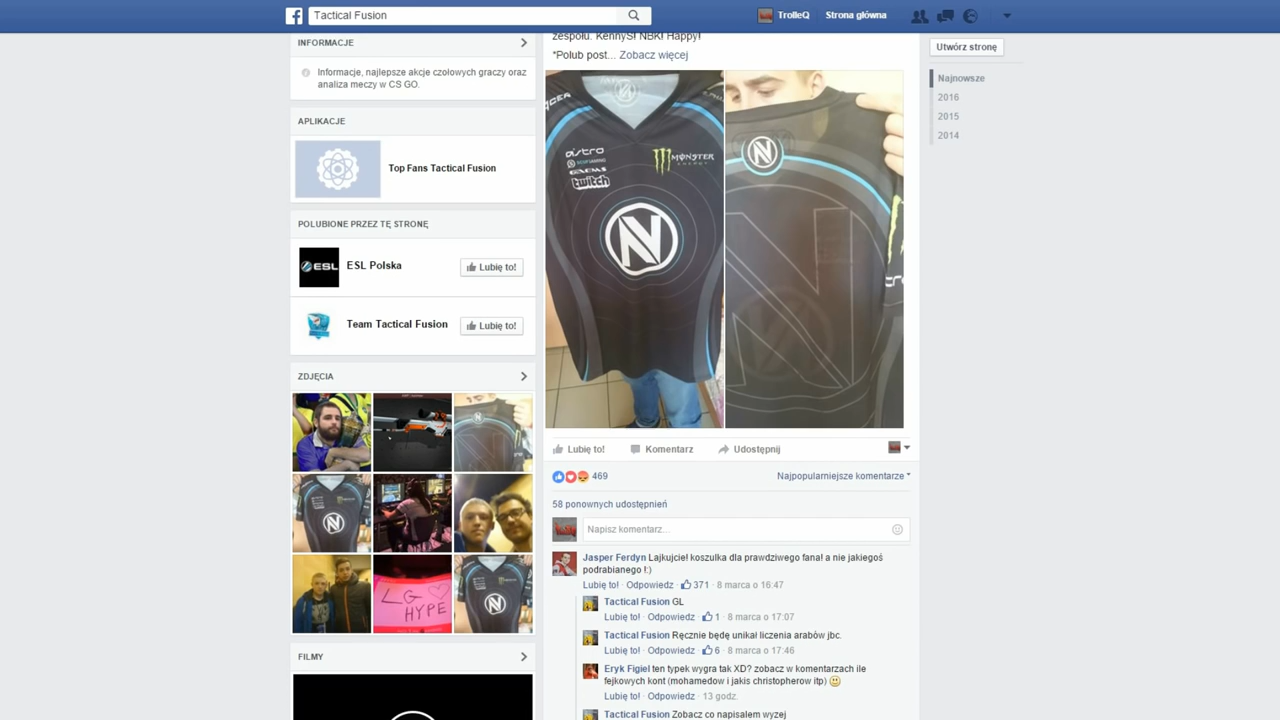 Tactical Fusion
TrolleQ
Strona główna
INFORMACJE
Informacje, najlepsze akcje czołowych graczy oraz
analiza meczy w CS GO.
APLIKACJE
Top Fans Tactical Fusion
POLUBIONE PRZEZ TĘ STRONĘ
ESL
ESL Polska
Lubię to!
Team Tactical Fusion
Lubię to!
ZDJĘCIA
LG
HYPE
FILMY
zespołu. KennyS! NBK! Happy!
*Polub post... Zobacz więcej
astro
MONSTER
ENERGY
twitch
N
N
Lubię to!
Komentarz
Udostępnij
469
Najpopularniejsze komentarze
58 ponownych udostępnień
Napisz komentarz...
Jasper Ferdyn Lajkujcie! koszulka dla prawdziwego fana! a nie jakiegoś
podrabianego !:)
Lubię to! · Odpowiedz · 371 · 8 marca o 16:47
Tactical Fusion GL
Lubię to! · Odpowiedz · 1 · 8 marca o 17:07
Tactical Fusion Ręcznie będę unikał liczenia arabów jbc.
Lubię to! · Odpowiedz · 6 · 8 marca o 17:46
Eryk Figiel ten typek wygra tak XD? zobacz w komentarzach ile
fejkowych kont (mohamedow i jakis christopherow itp)
Lubię to! · Odpowiedz · 13 godz.
Tactical Fusion Zobacz co napisalem wyzej
Utwórz stronę
Najnowsze
2016
2015
2014